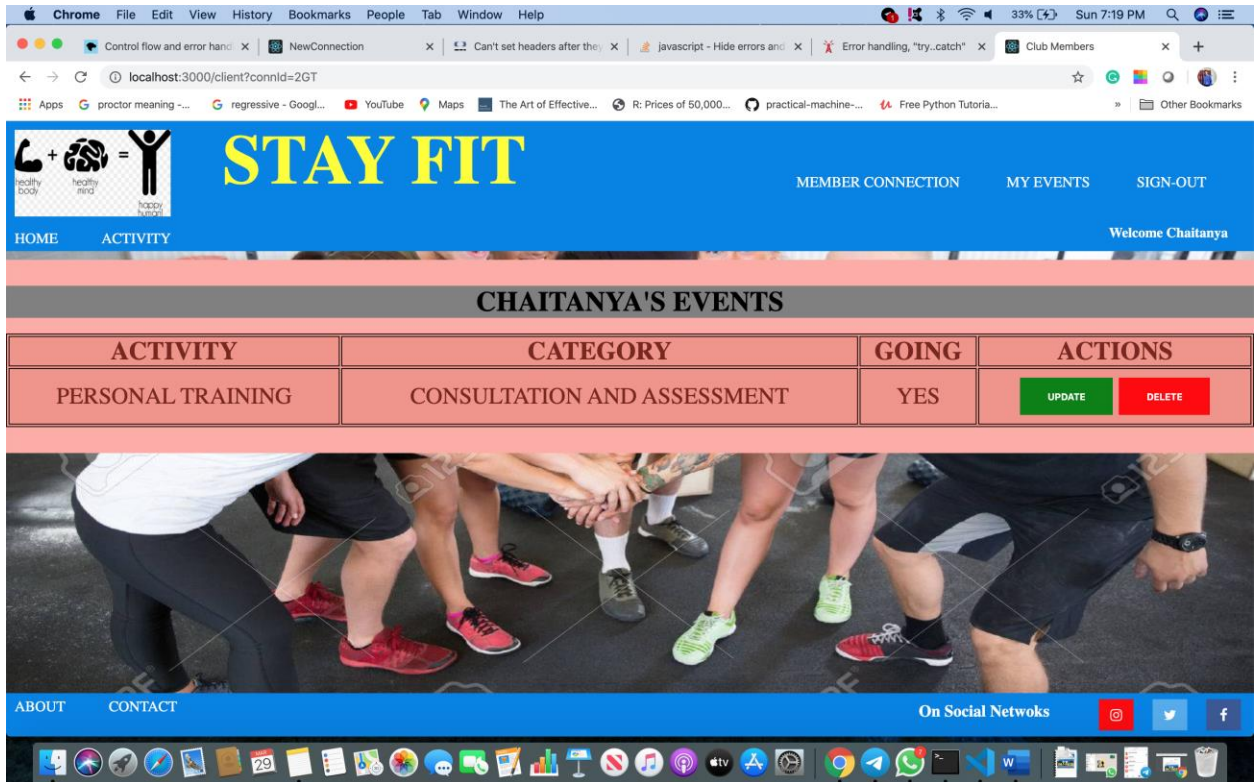 Chrome File Edit View History Bookmarks People Tab Window Help 33% Sun 7:19 PM
Control flow and error hand NewConnection Can't set headers after they javascript - Hide errors and Error handling, "try..catch" Club Members
localhost:3000/client?connId=2GT
Apps proctor meaning -... regressive - Googl... YouTube Maps The Art of Effective... R: Prices of 50,000... practical-machine-... Free Python Tutoria... » Other Bookmarks
STAY FIT
+ =
healthy body healthy mind happy human!
MEMBER CONNECTION MY EVENTS SIGN-OUT
HOME ACTIVITY Welcome Chaitanya
CHAITANYA'S EVENTS
ACTIVITY CATEGORY GOING ACTIONS
PERSONAL TRAINING CONSULTATION AND ASSESSMENT YES UPDATE DELETE
ABOUT CONTACT On Social Netwoks
MAR 29 tv